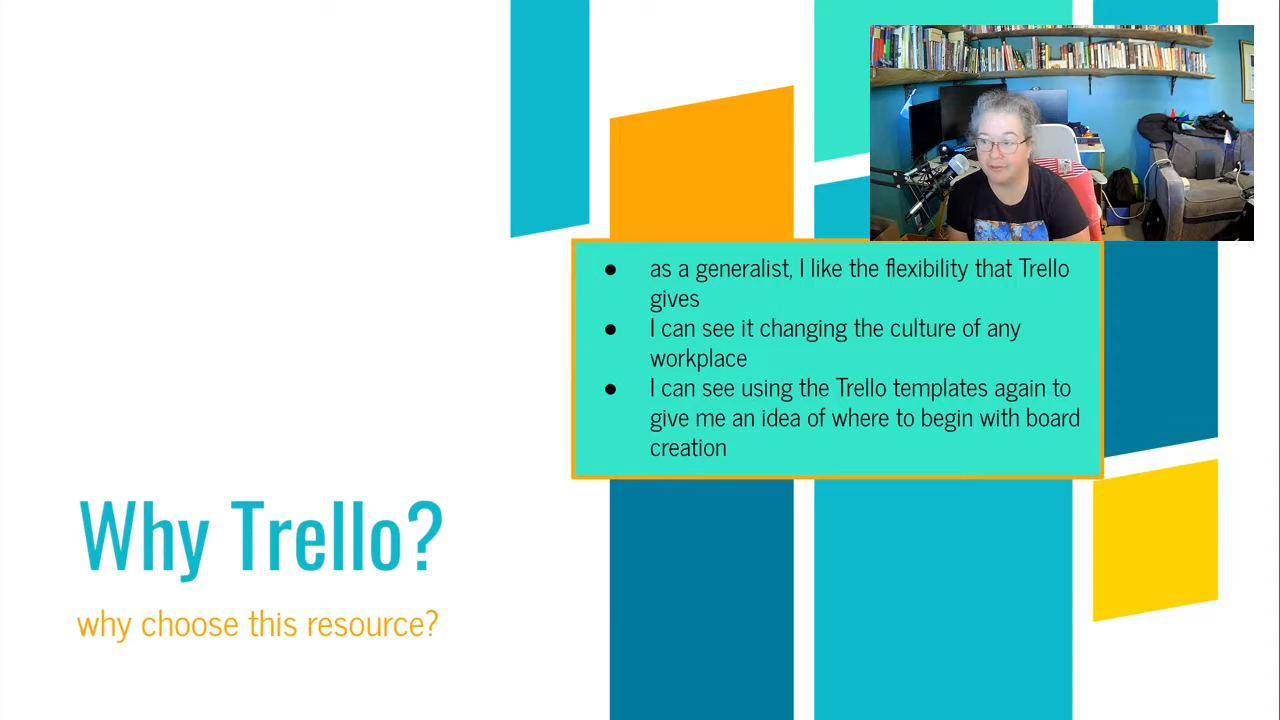 ● as a generalist, I like the flexibility that Trello
gives
● I can see it changing the culture of any
workplace
● I can see using the Trello templates again to
give me an idea of where to begin with board
creation
Why Trello?
why choose this resource?